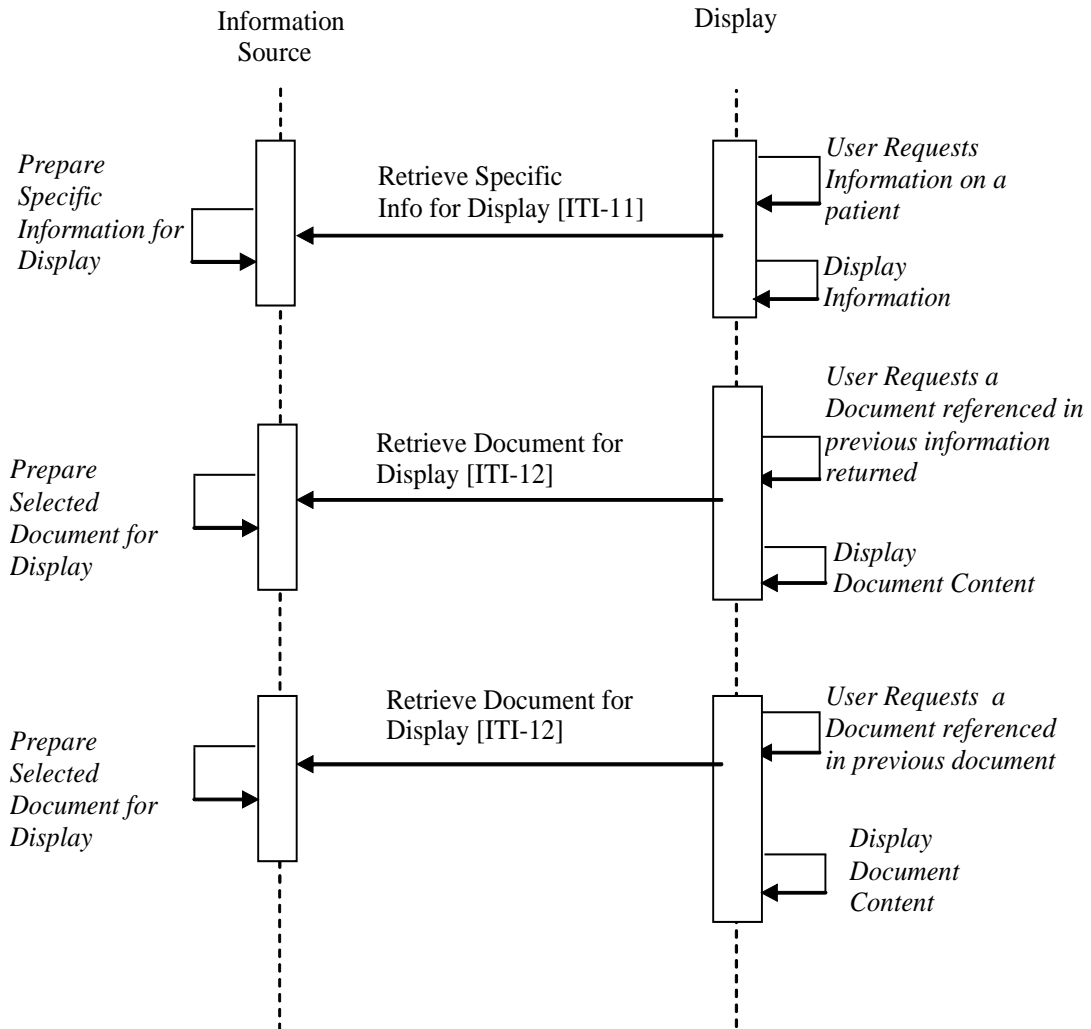 Information
Source
Display
Prepare
Specific
Information for
Display
Retrieve Specific
Info for Display [ITI-11]
User Requests
Information on a
patient
Display
Information
Prepare
Selected
Document for
Display
Retrieve Document for
Display [ITI-12]
User Requests a
Document referenced in
previous information
returned
Display
Document Content
Prepare
Selected
Document for
Display
Retrieve Document for
Display [ITI-12]
User Requests  a
Document referenced
in previous document
Display
Document
Content